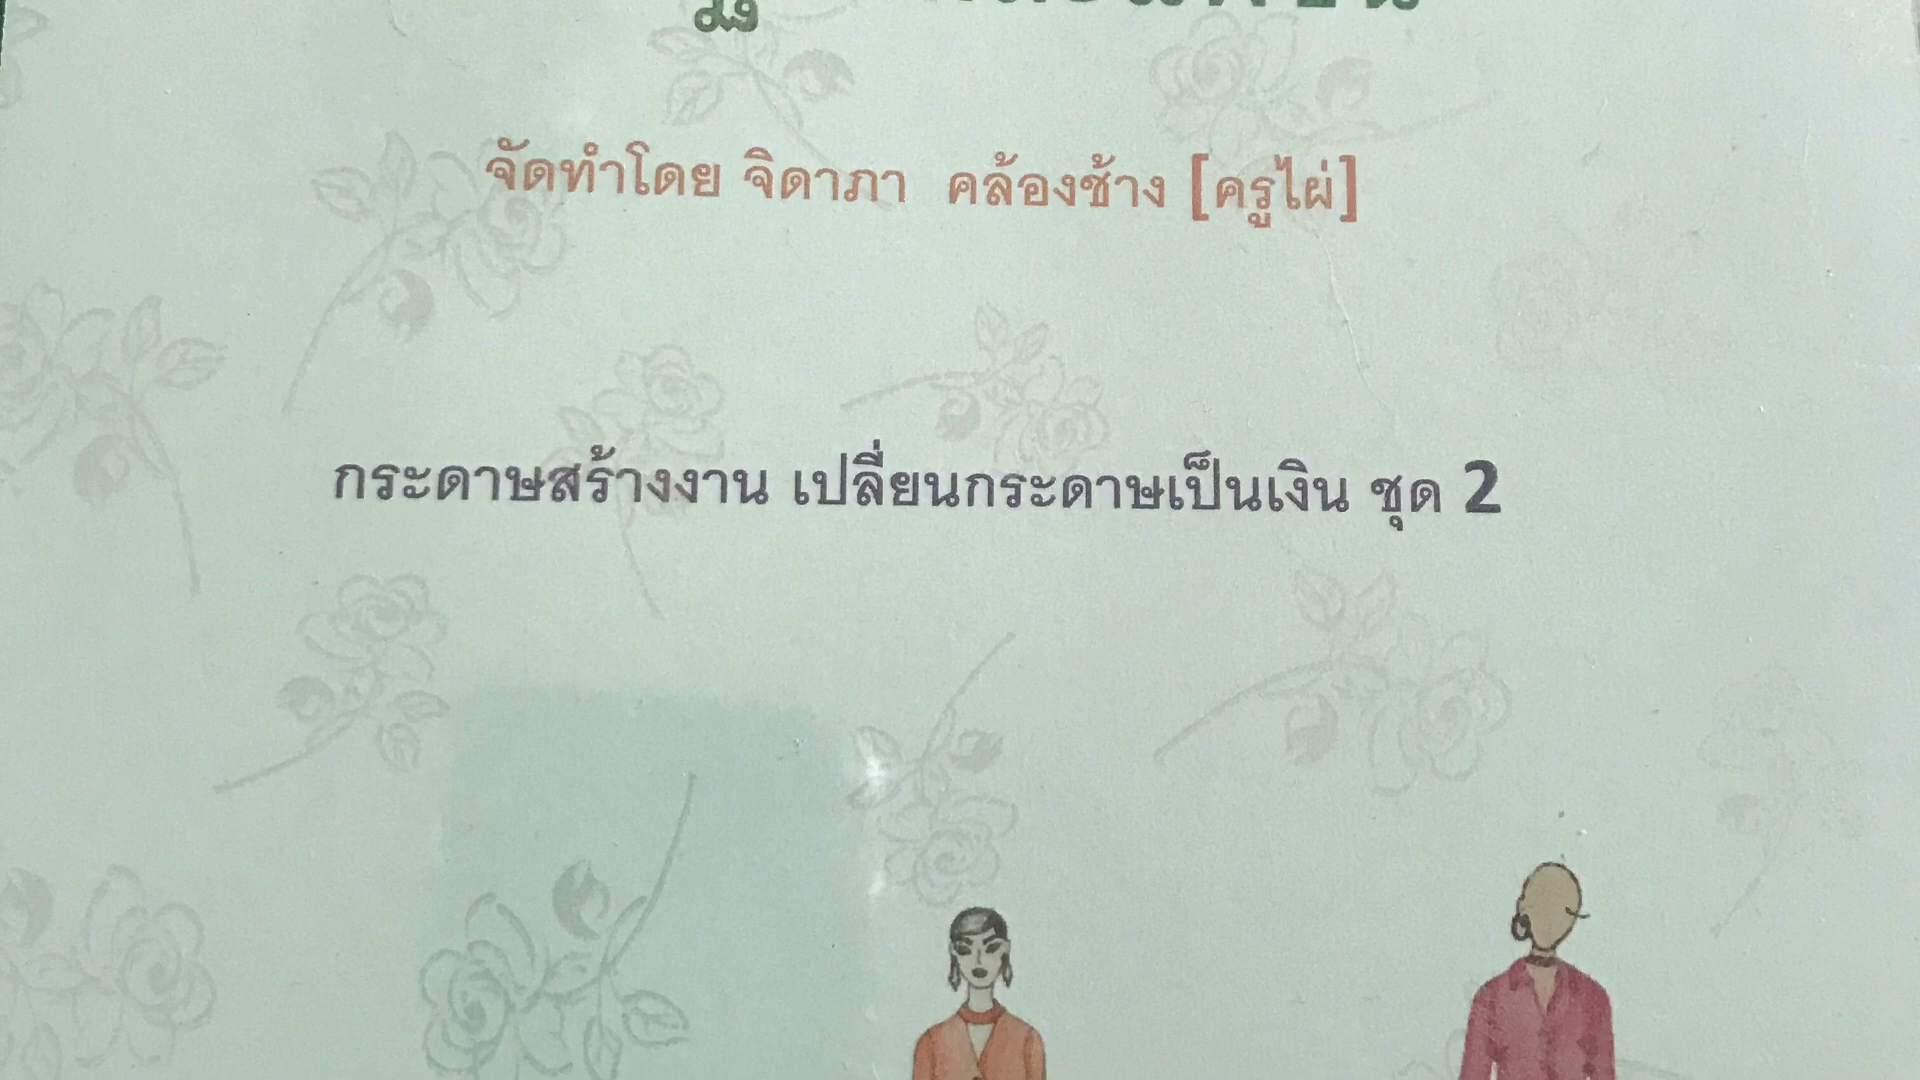 จัดทำโดย จิดาภา คล้องช้าง [ครูไผ่]
กระดาษสร้างงาน เปลี่ยนกระดาษเป็นเงิน ชุด 2